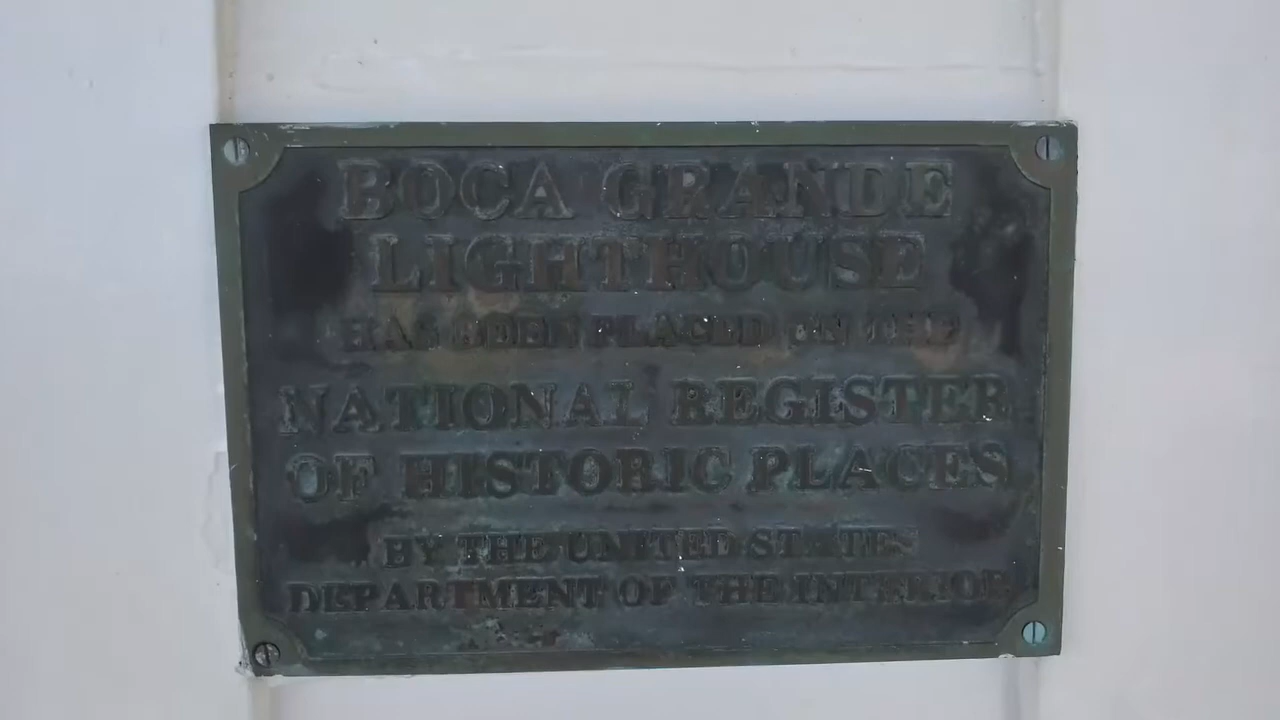 BOCA GRANDE
LIGHTHOUSE
HAS BEEN PLACED ON THE
NATIONAL REGISTER
OF HISTORIC PLACES
BY THE UNITED STATES
DEPARTMENT OF THE INTERIOR